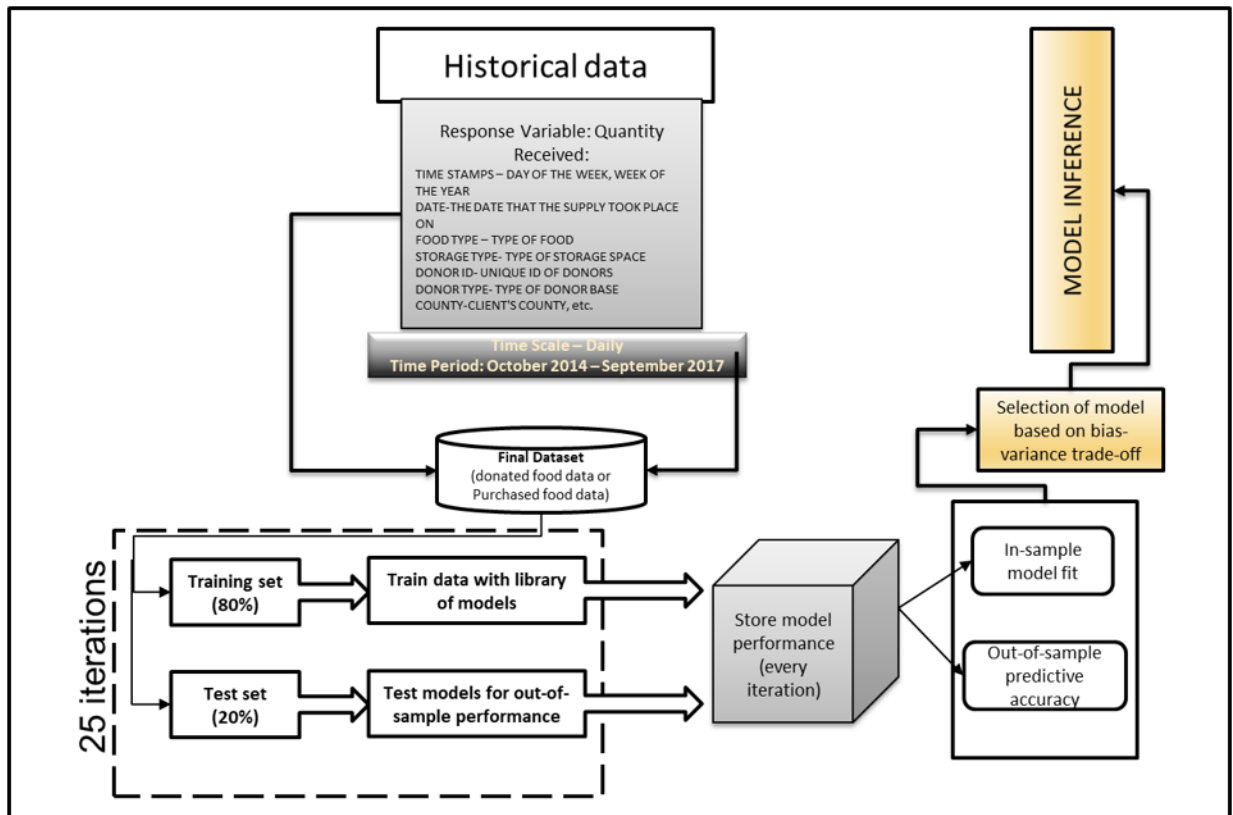 Historical data
Response Variable: Quantity
Received:
TIME STAMPS – DAY OF THE WEEK, WEEK OF
THE YEAR
DATE-THE DATE THAT THE SUPPLY TOOK PLACE
ON
FOOD TYPE – TYPE OF FOOD
STORAGE TYPE- TYPE OF STORAGE SPACE
DONOR ID- UNIQUE ID OF DONORS
DONOR TYPE- TYPE OF DONOR BASE
COUNTY-CLIENT'S COUNTY, etc.
Time Scale – Daily
Time Period: October 2014 – September 2017
Final Dataset
(donated food data or
Purchased food data)
25 iterations
Training set
(80%)
Train data with library
of models
Test set
(20%)
Test models for out-of-
sample performance
Store model
performance
(every
iteration)
In-sample
model fit
Out-of-sample
predictive
accuracy
Selection of model
based on bias-
variance trade-off
MODEL INFERENCE